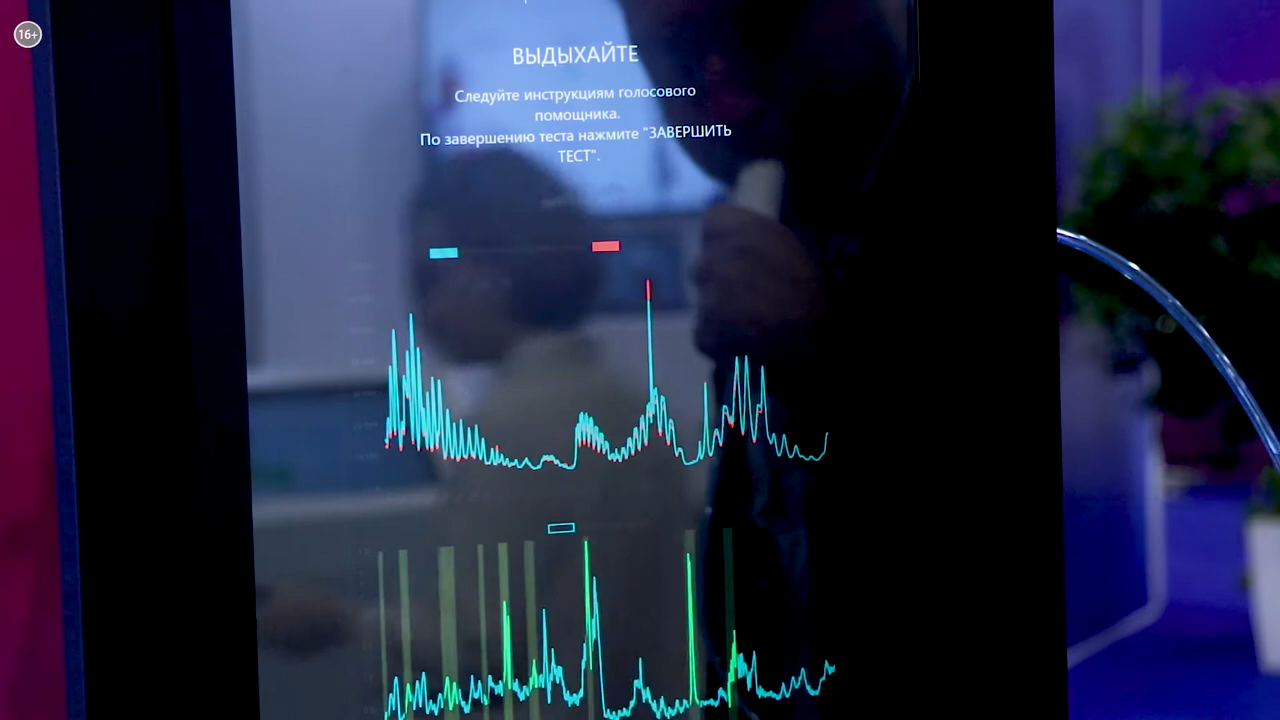 16+
ВЫДЫХАЙТЕ
Следуйте инструкциям голосового
помощника.
По завершению теста нажмите "ЗАВЕРШИТЬ
ТЕСТ".